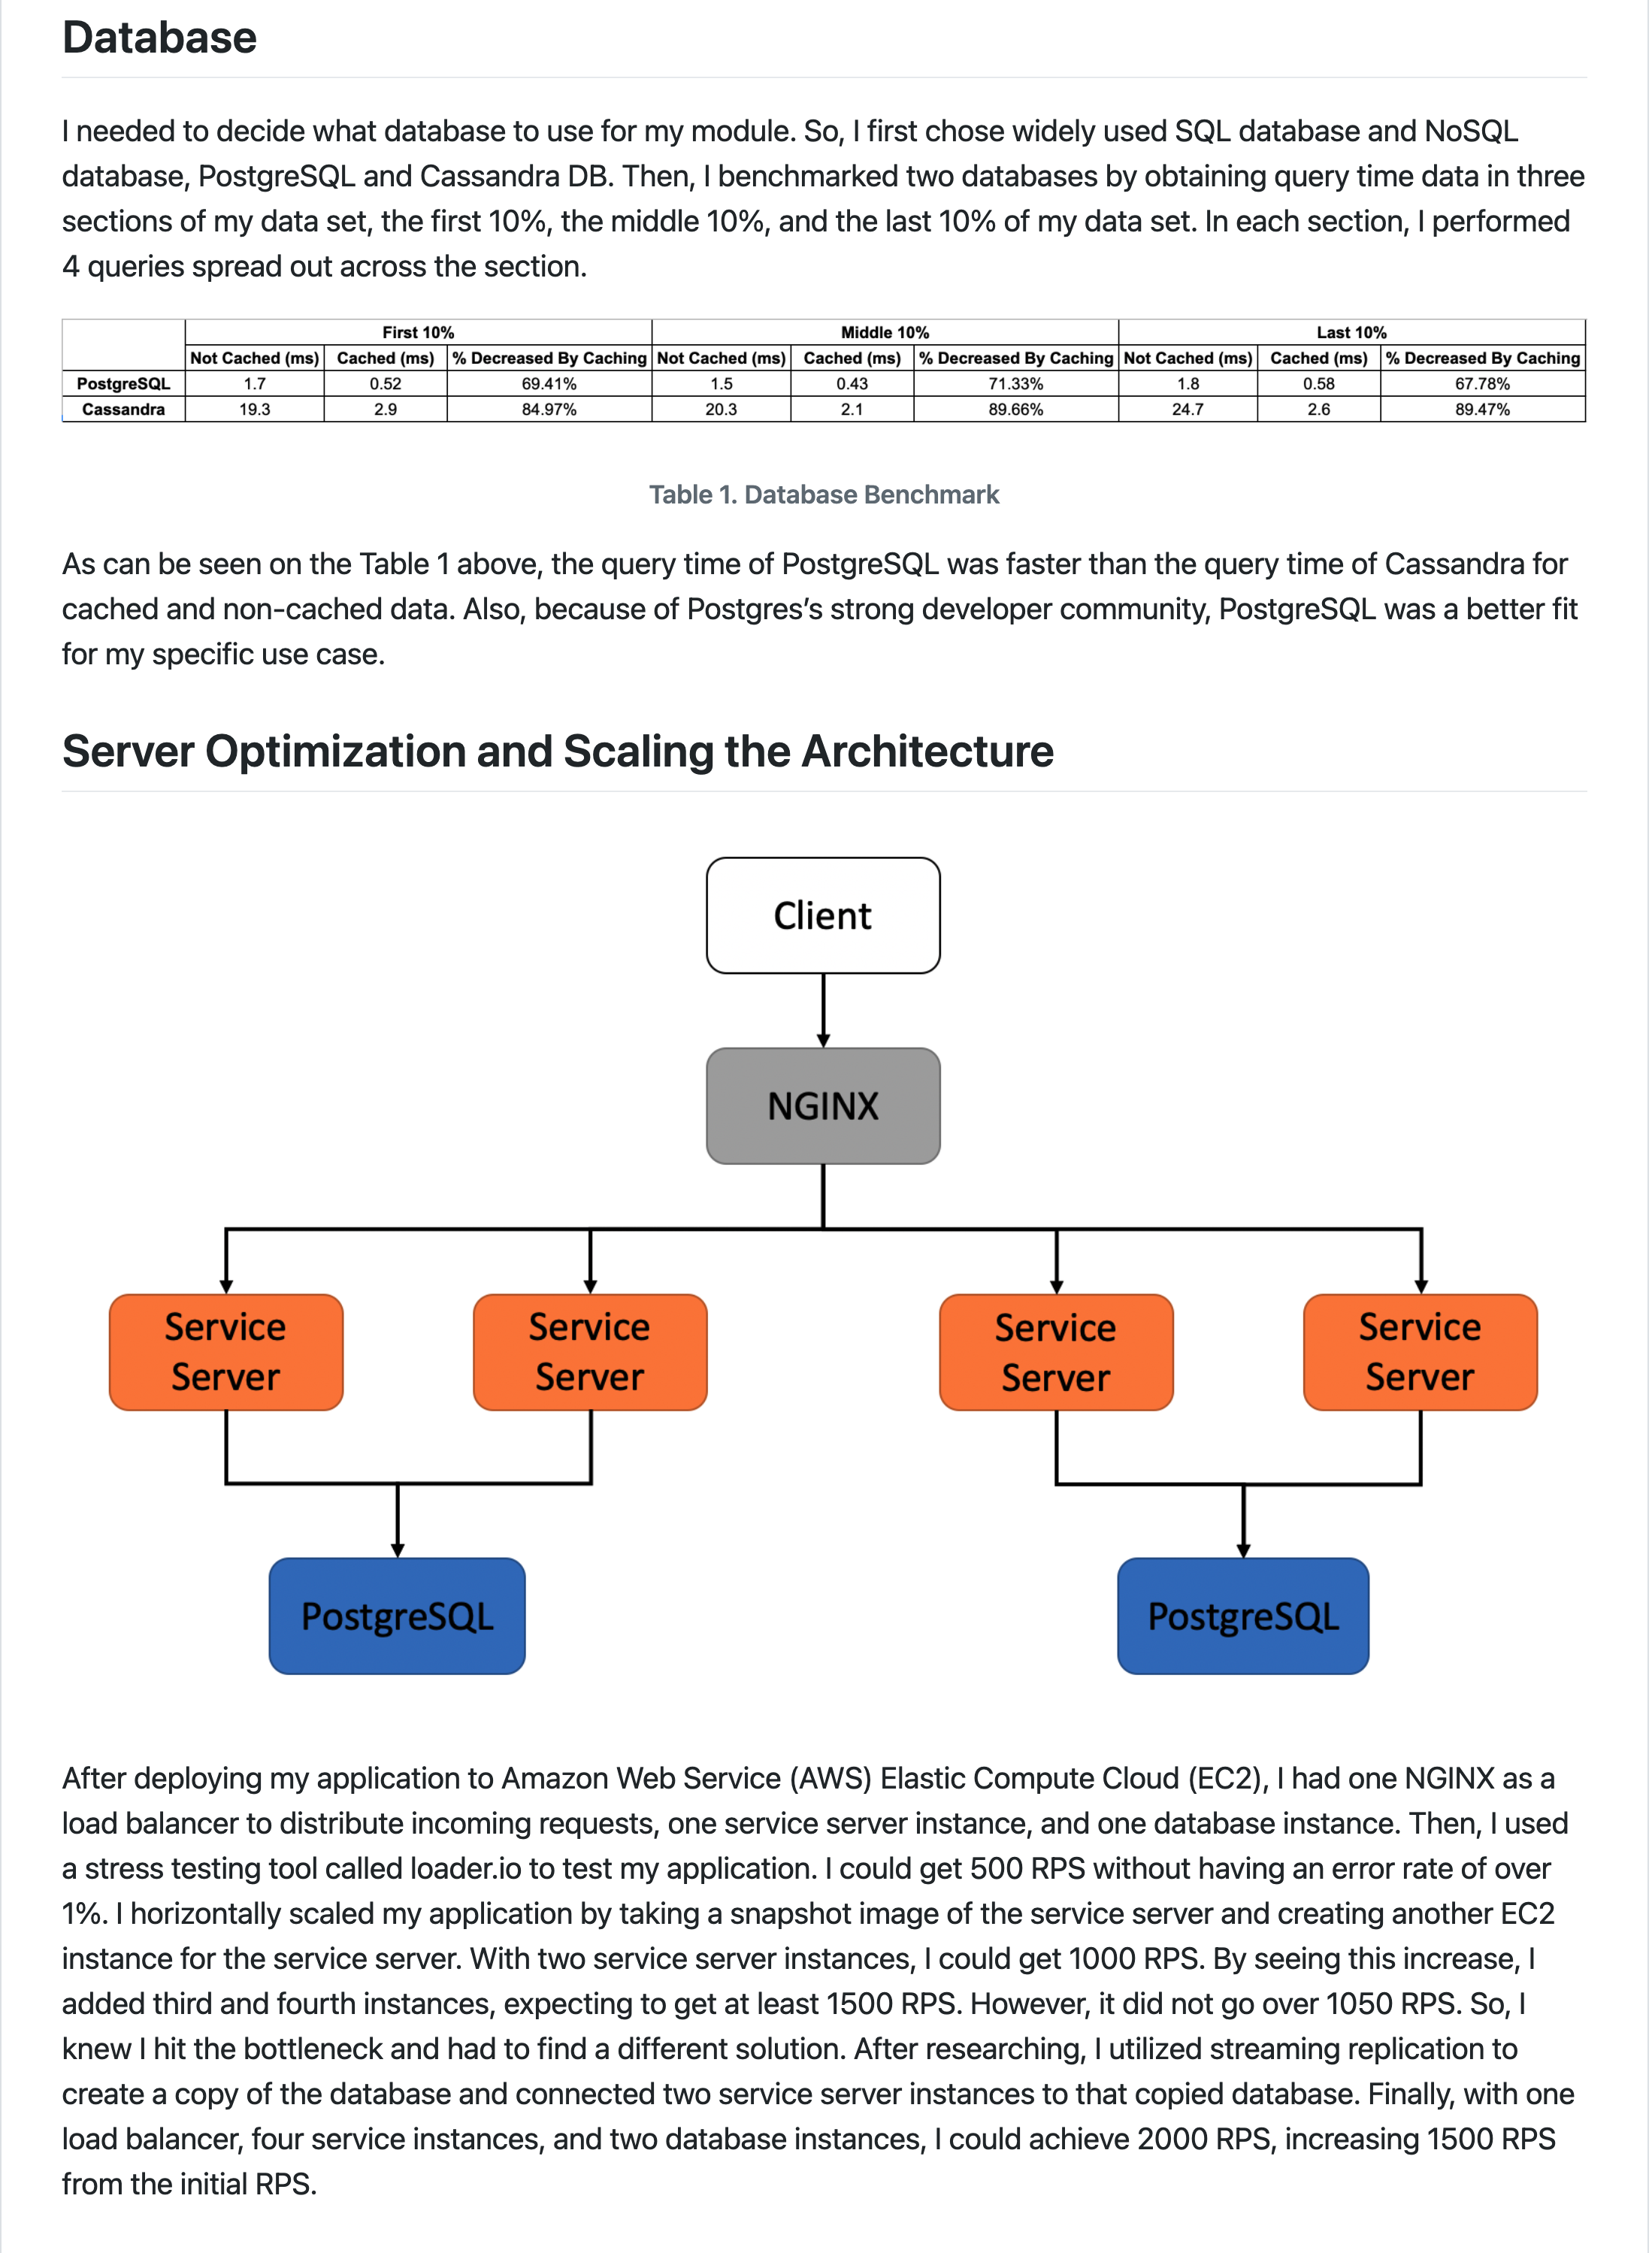 Database
I needed to decide what database to use for my module. So, I first chose widely used SQL database and NoSQL
database, PostgreSQL and Cassandra DB. Then, I benchmarked two databases by obtaining query time data in three
sections of my data set, the first 10%, the middle 10%, and the last 10% of my data set. In each section, I performed
4 queries spread out across the section.
First 10% Middle 10% Last 10%
Not Cached (ms) Cached (ms) % Decreased By Caching Not Cached (ms) Cached (ms) % Decreased By Caching Not Cached (ms) Cached (ms) % Decreased By Caching
PostgreSQL 1.7 0.52 69.41% 1.5 0.43 71.33% 1.8 0.58 67.78%
Cassandra 19.3 2.9 84.97% 20.3 2.1 89.66% 24.7 2.6 89.47%
Table 1. Database Benchmark
As can be seen on the Table 1 above, the query time of PostgreSQL was faster than the query time of Cassandra for
cached and non-cached data. Also, because of Postgres’s strong developer community, PostgreSQL was a better fit
for my specific use case.
Server Optimization and Scaling the Architecture
Client
NGINX
Service Server
Service Server
Service Server
Service Server
PostgreSQL
PostgreSQL
After deploying my application to Amazon Web Service (AWS) Elastic Compute Cloud (EC2), I had one NGINX as a
load balancer to distribute incoming requests, one service server instance, and one database instance. Then, I used
a stress testing tool called loader.io to test my application. I could get 500 RPS without having an error rate of over
1%. I horizontally scaled my application by taking a snapshot image of the service server and creating another EC2
instance for the service server. With two service server instances, I could get 1000 RPS. By seeing this increase, I
added third and fourth instances, expecting to get at least 1500 RPS. However, it did not go over 1050 RPS. So, I
knew I hit the bottleneck and had to find a different solution. After researching, I utilized streaming replication to
create a copy of the database and connected two service server instances to that copied database. Finally, with one
load balancer, four service instances, and two database instances, I could achieve 2000 RPS, increasing 1500 RPS
from the initial RPS.